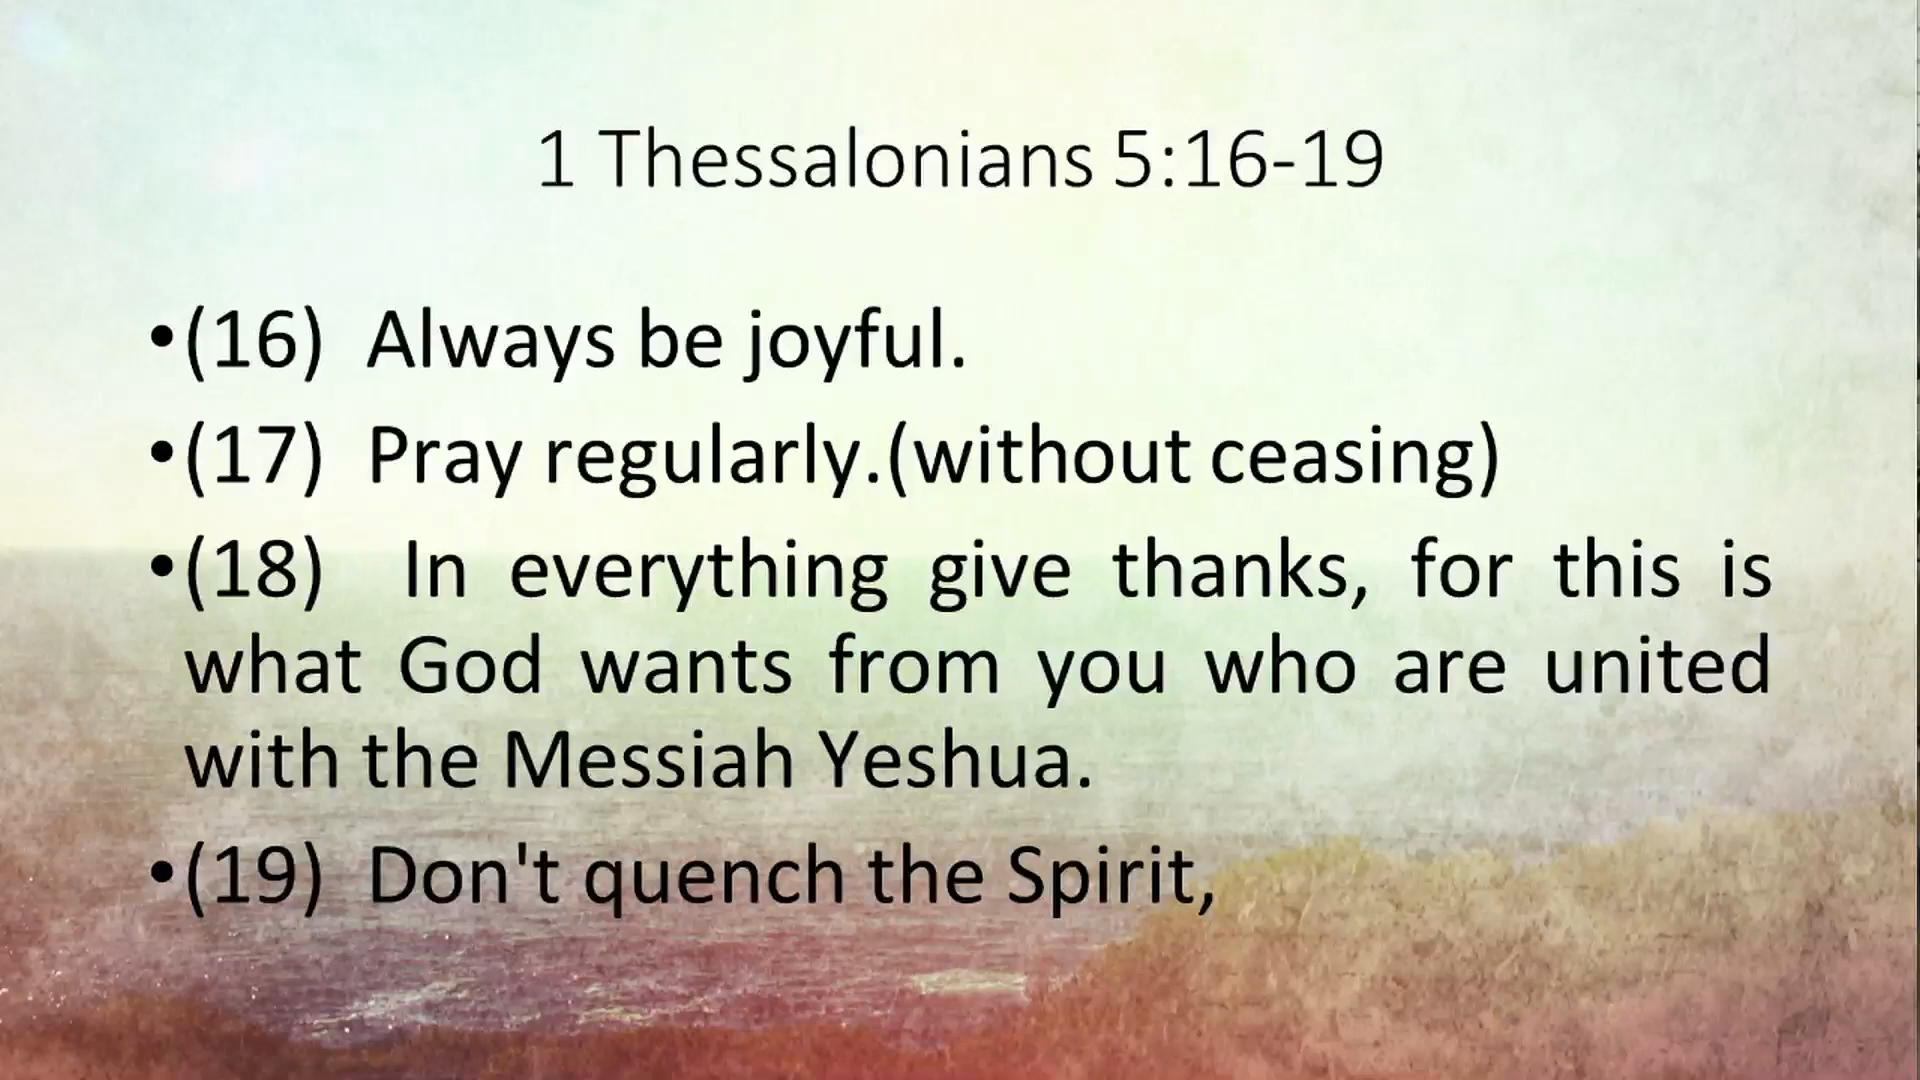 1 Thessalonians 5:16-19
•(16) Always be joyful.
•(17) Pray regularly.(without ceasing)
•(18) In everything give thanks, for this is
what God wants from you who are united
with the Messiah Yeshua.
•(19) Don't quench the Spirit,